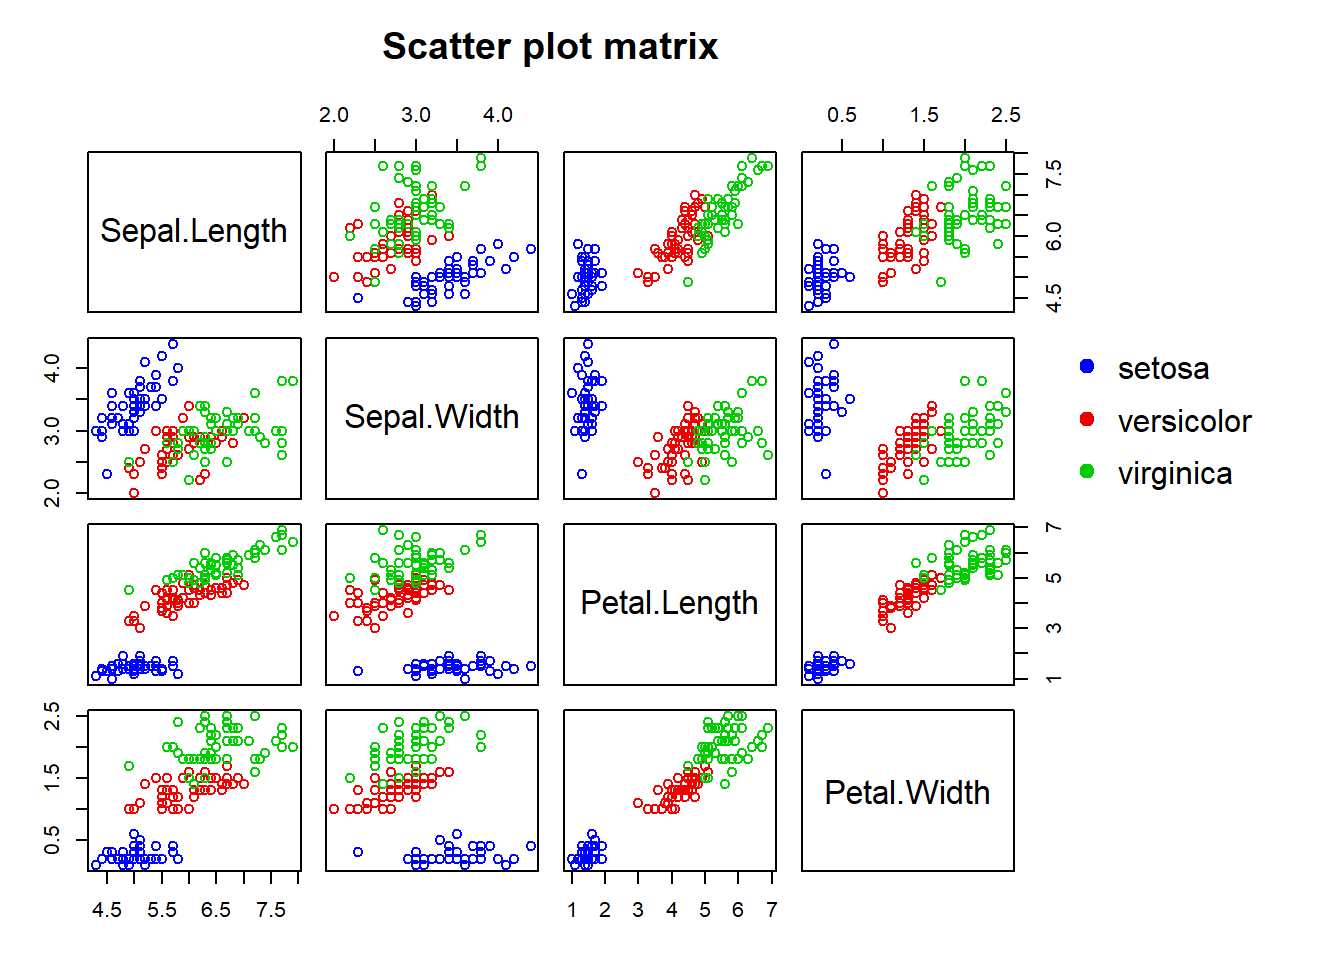 Scatter plot matrix
2.0 3.0 4.0
0.5 1.5 2.5
Sepal.Length
4.5 6.0 7.5
2.0 3.0 4.0
Sepal.Width
setosa
versicolor
virginica
Petal.Length
1 3 5 7
0.5 1.5 2.5
Petal.Width
4.5 5.5 6.5 7.5
1 2 3 4 5 6 7